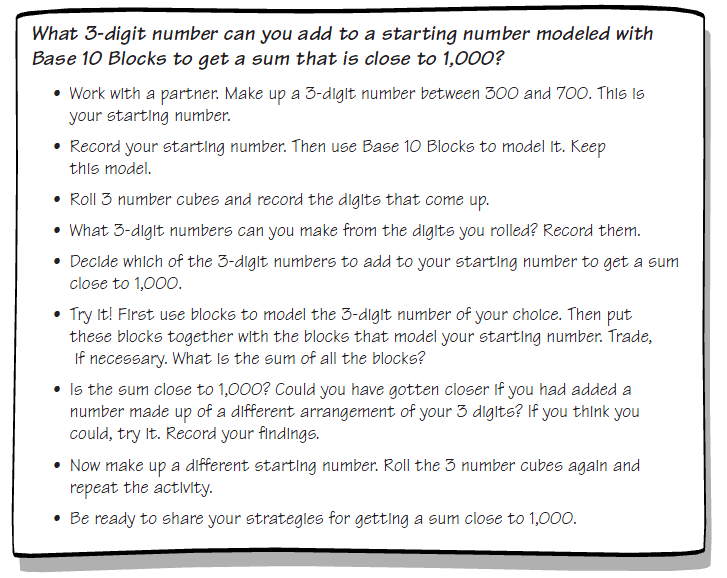 What 3-digit number can you add to a starting number modeled with
Base 10 Blocks to get a sum that is close to 1,000?
• Work with a partner. Make up a 3-digit number between 300 and 700. This is
your starting number.
• Record your starting number. Then use Base 10 Blocks to model it. Keep
this model.
• Roll 3 number cubes and record the digits that come up.
• What 3-digit numbers can you make from the digits you rolled? Record them.
• Decide which of the 3-digit numbers to add to your starting number to get a sum
close to 1,000.
• Try it! First use blocks to model the 3-digit number of your choice. Then put
these blocks together with the blocks that model your starting number. Trade,
if necessary. What is the sum of all the blocks?
• Is the sum close to 1,000? Could you have gotten closer if you had added a
number made up of a different arrangement of your 3 digits? If you think you
could, try it. Record your findings.
• Now make up a different starting number. Roll the 3 number cubes again and
repeat the activity.
• Be ready to share your strategies for getting a sum close to 1,000.